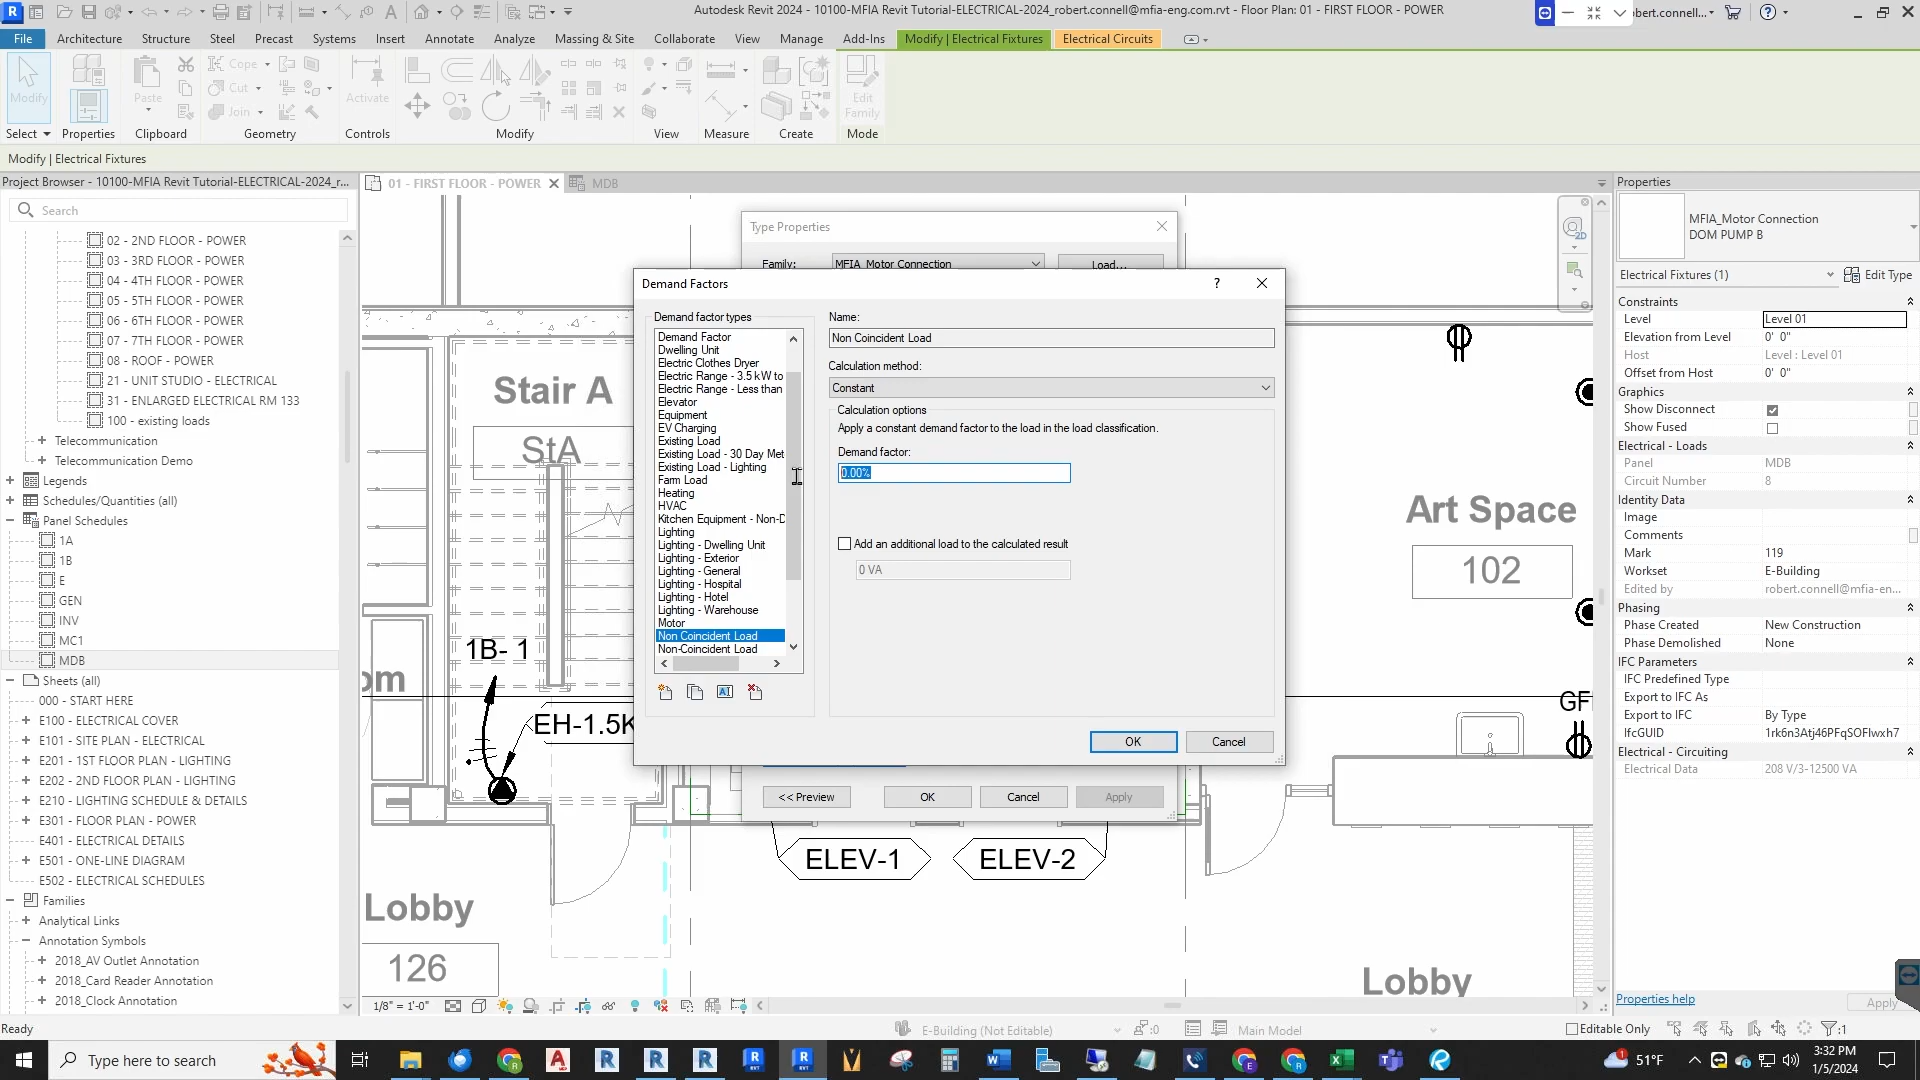 Autodesk Revit 2024 - 10100-MFIA Revit Tutorial-ELECTRICAL-2024_robert.connell@mfia-eng.com.rvt - Floor Plan: 01 - FIRST FLOOR - POWER
bert.connell...
File
Architecture
Structure
Steel
Precast
Systems
Insert
Annotate
Analyze
Massing & Site
Collaborate
View
Manage
Add-Ins
Modify | Electrical Fixtures
Electrical Circuits
Modify
Paste
Cope
Cut
Join
Activate
Edit
Family
Select
Properties
Clipboard
Geometry
Controls
Modify
View
Measure
Create
Mode
Modify | Electrical Fixtures
Project Browser - 10100-MFIA Revit Tutorial-ELECTRICAL-2024_r...
Search
02 - 2ND FLOOR - POWER
03 - 3RD FLOOR - POWER
04 - 4TH FLOOR - POWER
05 - 5TH FLOOR - POWER
06 - 6TH FLOOR - POWER
07 - 7TH FLOOR - POWER
08 - ROOF - POWER
21 - UNIT STUDIO - ELECTRICAL
31 - ENLARGED ELECTRICAL RM 133
100 - existing loads
Telecommunication
Telecommunication Demo
Legends
Schedules/Quantities (all)
Panel Schedules
1A
1B
E
GEN
INV
MC1
MDB
Sheets (all)
000 - START HERE
E100 - ELECTRICAL COVER
E101 - SITE PLAN - ELECTRICAL
E201 - 1ST FLOOR PLAN - LIGHTING
E202 - 2ND FLOOR PLAN - LIGHTING
E210 - LIGHTING SCHEDULE & DETAILS
E301 - FLOOR PLAN - POWER
E401 - ELECTRICAL DETAILS
E501 - ONE-LINE DIAGRAM
E502 - ELECTRICAL SCHEDULES
Families
Analytical Links
Annotation Symbols
2018_AV Outlet Annotation
2018_Card Reader Annotation
2018_Clock Annotation
01 - FIRST FLOOR - POWER
MDB
Stair A
StA
1B- 1
om
EH-1.5K
Lobby
126
ELEV-1
ELEV-2
Art Space
102
GF
Lobby
2D
Type Properties
Family:
MFIA_Motor Connection
Load...
<< Preview
OK
Cancel
Apply
Demand Factors
?
Demand factor types
Demand Factor
Dwelling Unit
Electric Clothes Dryer
Electric Range - 3.5 kW to
Electric Range - Less than
Elevator
Equipment
EV Charging
Existing Load
Existing Load - 30 Day Met
Existing Load - Lighting
Farm Load
Heating
HVAC
Kitchen Equipment - Non-D
Lighting
Lighting - Dwelling Unit
Lighting - Exterior
Lighting - General
Lighting - Hospital
Lighting - Hotel
Lighting - Warehouse
Motor
Non Coincident Load
Non-Coincident Load
Name:
Non Coincident Load
Calculation method:
Constant
Calculation options
Apply a constant demand factor to the load in the load classification.
Demand factor:
0.00%
Add an additional load to the calculated result
0 VA
OK
Cancel
Properties
MFIA_Motor Connection
DOM PUMP B
Electrical Fixtures (1)
Edit Type
Constraints
Level
Level 01
Elevation from Level
0' 0"
Host
Level : Level 01
Offset from Host
0' 0"
Graphics
Show Disconnect
Show Fused
Electrical - Loads
Panel
MDB
Circuit Number
8
Identity Data
Image
Comments
Mark
119
Workset
E-Building
Edited by
robert.connell@mfia-en...
Phasing
Phase Created
New Construction
Phase Demolished
None
IFC Parameters
IFC Predefined Type
Export to IFC As
Export to IFC
By Type
IfcGUID
1rk6n3Atj46PFqSOFlwxh7
Electrical - Circuiting
Electrical Data
208 V/3-12500 VA
Properties help
Apply
1/8" = 1'-0"
Ready
E-Building (Not Editable)
:0
Main Model
Editable Only
:1
Type here to search
51°F
3:32 PM
1/5/2024